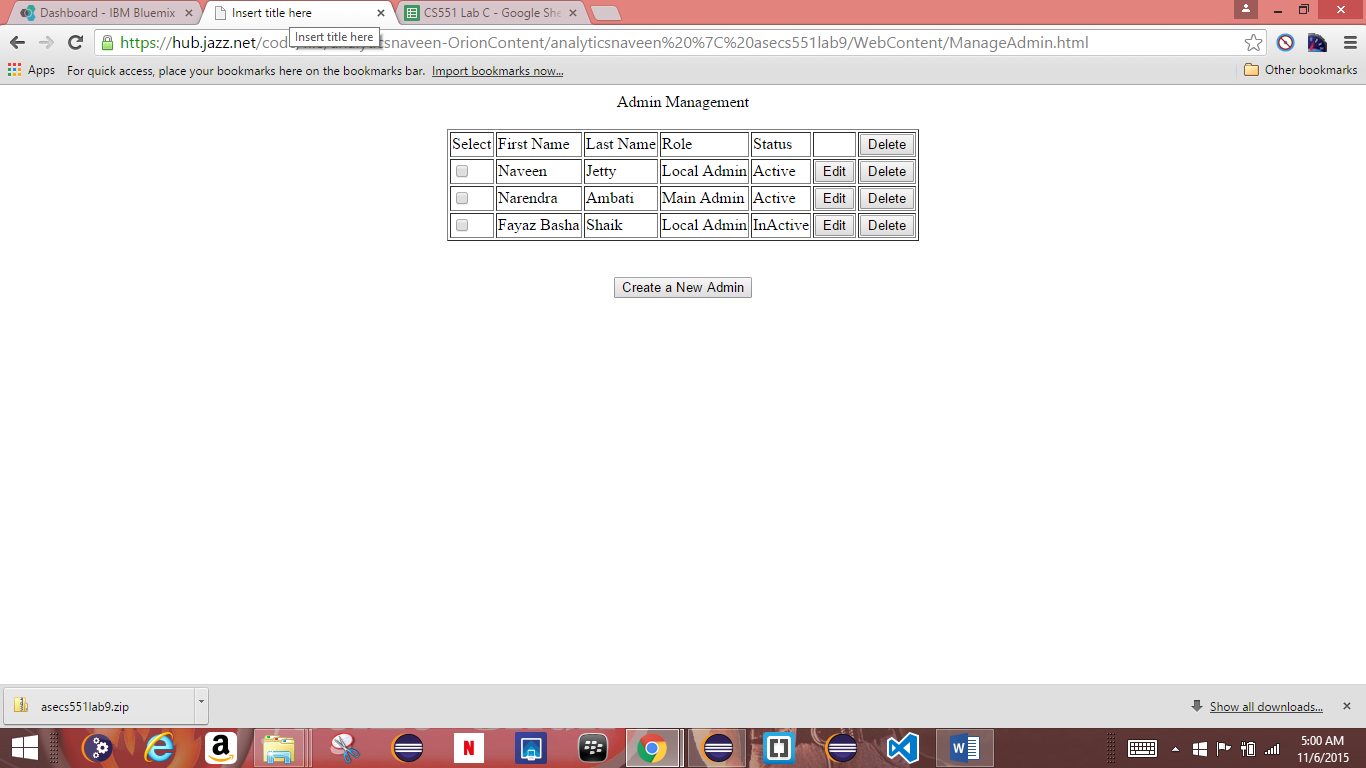 Dashboard - IBM Bluemix
Insert title here
CS551 Lab C - Google She
https://hub.jazz.net/cod
Insert title here
naveen-OrionContent/analyticsnaveen%20%7C%20asecs551lab9/WebContent/ManageAdmin.html
Apps For quick access, place your bookmarks here on the bookmarks bar. Import bookmarks now... Other bookmarks
Admin Management
Select First Name Last Name Role Status Delete
Naveen Jetty Local Admin Active Edit Delete
Narendra Ambati Main Admin Active Edit Delete
Fayaz Basha Shaik Local Admin InActive Edit Delete
Create a New Admin
asecs551lab9.zip Show all downloads...
5:00 AM
11/6/2015